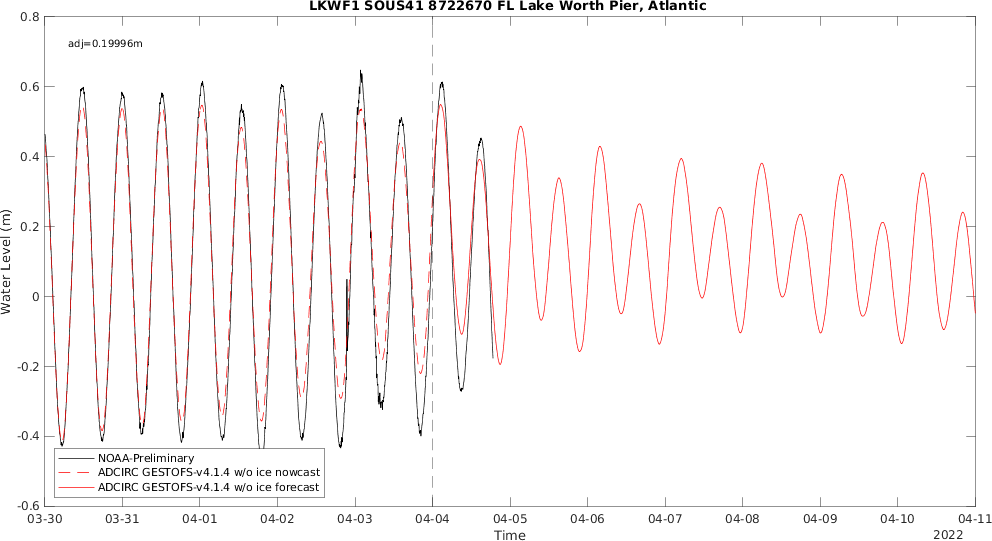 LKWF1 SOUS41 8722670 FL Lake Worth Pier, Atlantic
adj=0.19996m
0.8
0.6
0.4
0.2
0
-0.2
-0.4
-0.6
Water Level (m)
NOAA-Preliminary
ADCIRC GESTOFS-v4.1.4 w/o ice nowcast
ADCIRC GESTOFS-v4.1.4 w/o ice forecast
03-30 03-31 04-01 04-02 04-03 04-04 04-05 04-06 04-07 04-08 04-09 04-10 04-11
Time
2022